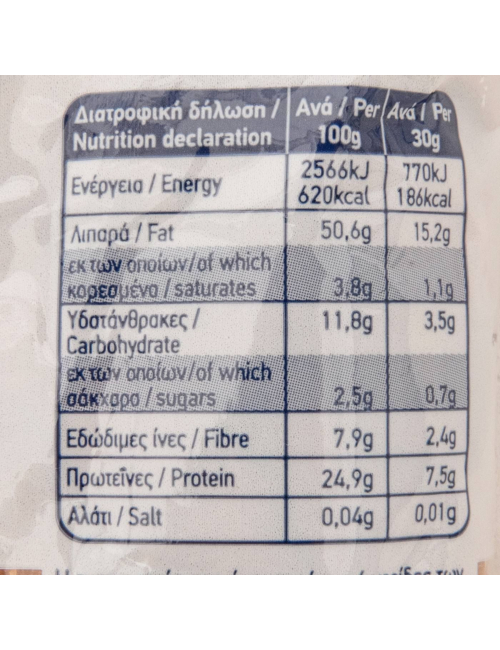 Διατροφική δήλωση / Ανά / Per Ανά / Per
Nutrition declaration 100g 30g
Ενέργεια / Energy 2566kJ 770kJ
620kcal 186kcal
Λιπαρά / Fat 50,6g 15,2g
εκ των οποίων/of which
κορεσμένα / saturates 3,8g 1,1g
Υδατάνθρακες / 11,8g 3,5g
Carbohydrate
εκ των οποίων/of which
σάκχαρα / sugars 2,5g 0,7g
Εδώδιμες ίνες / Fibre 7,9g 2,4g
Πρωτεΐνες / Protein 24,9g 7,5g
Αλάτι / Salt 0,04g 0,01g